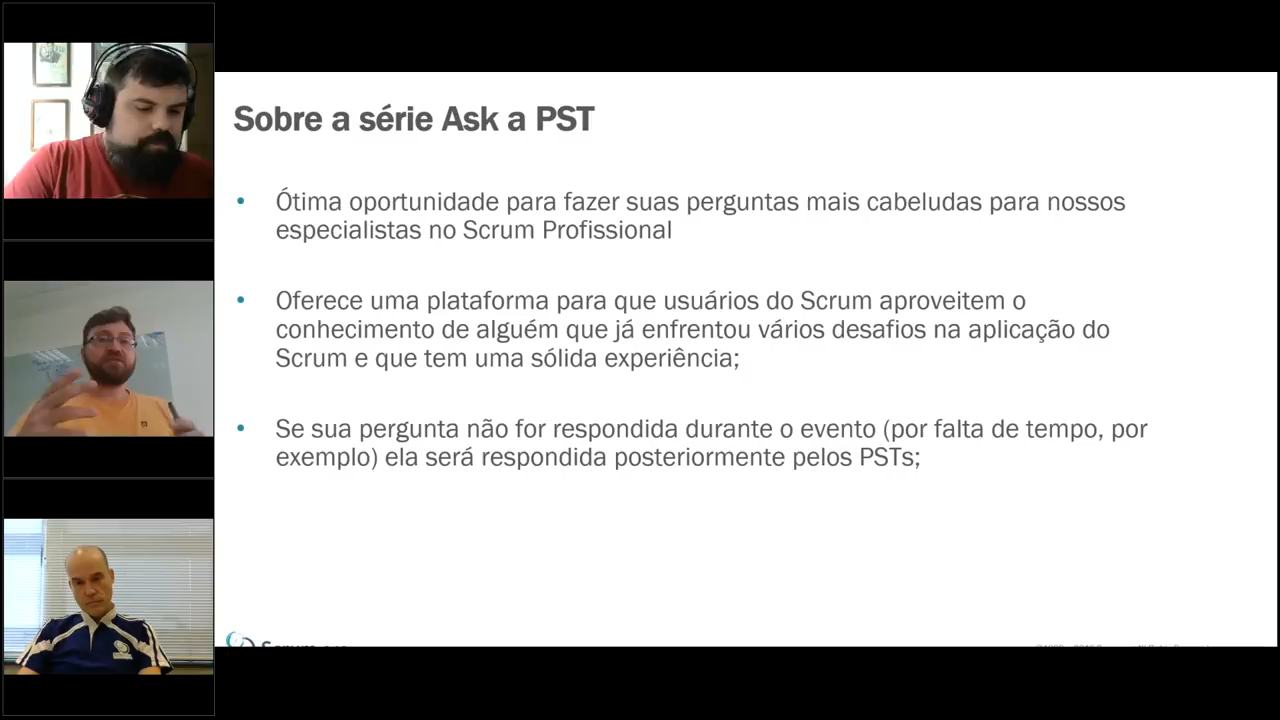 Sobre a série Ask a PST
• Ótima oportunidade para fazer suas perguntas mais cabeludas para nossos
especialistas no Scrum Profissional
• Oferece uma plataforma para que usuários do Scrum aproveitem o
conhecimento de alguém que já enfrentou vários desafios na aplicação do
Scrum e que tem uma sólida experiência;
• Se sua pergunta não for respondida durante o evento (por falta de tempo, por
exemplo) ela será respondida posteriormente pelos PSTs;